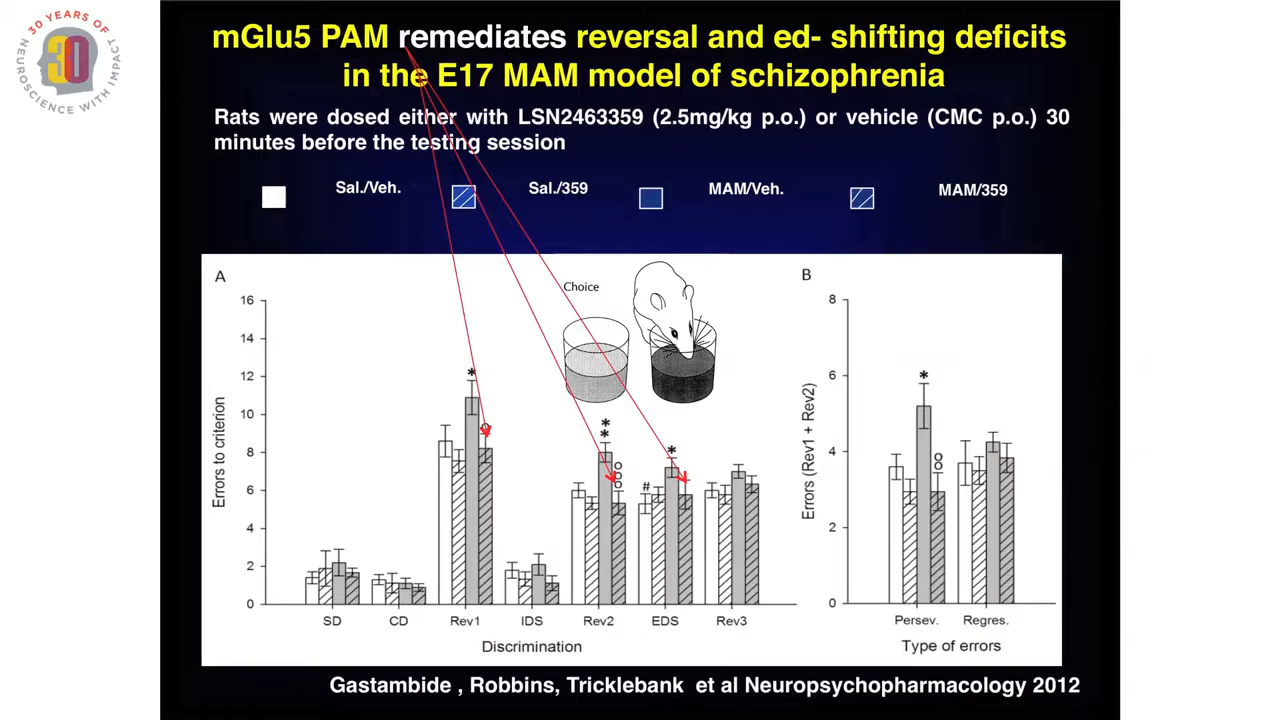 30 YEARS OF
NEUROSCIENCE WITH IMPACT
30
mGlu5 PAM remediates reversal and ed- shifting deficits
in the E17 MAM model of schizophrenia
Rats were dosed either with LSN2463359 (2.5mg/kg p.o.) or vehicle (CMC p.o.) 30
minutes before the testing session
Sal./Veh. Sal./359 MAM/Veh. MAM/359
A
Choice
Errors to criterion
16
14
12
10
8
6
4
2
0
*
**
#
*
SD CD Rev1 IDS Rev2 EDS Rev3
Discrimination
B
Errors (Rev1 + Rev2)
8
6
4
2
0
*
Persev. Regres.
Type of errors
Gastambide , Robbins, Tricklebank et al Neuropsychopharmacology 2012